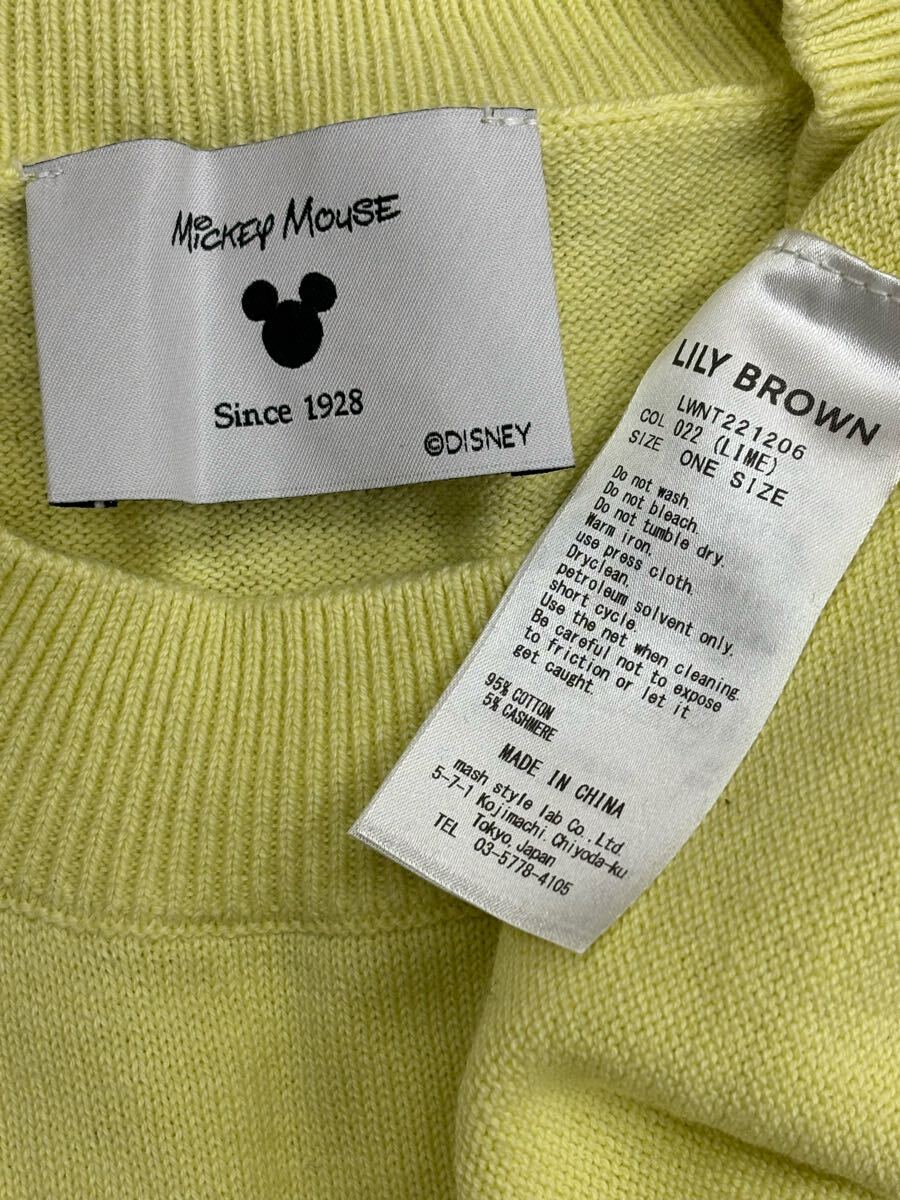 MICKEY MOUSE
Since 1928
©DISNEY
LILY BROWN
LWNT221206
COL 022 (LIME)
SIZE ONE SIZE
Do not wash.
Do not bleach.
Do not tumble dry.
Warm iron.
use press cloth.
Dryclean.
petroleum solvent only.
short cycle.
Use the net when cleaning.
Be careful not to expose
to friction or let it
get caught.
95% COTTON
5% CASHMERE
MADE IN CHINA
mash style lab Co.,Ltd.
5-7-1 Kojimachi.Chiyoda-ku
Tokyo,Japan
TEL 03-5778-4105